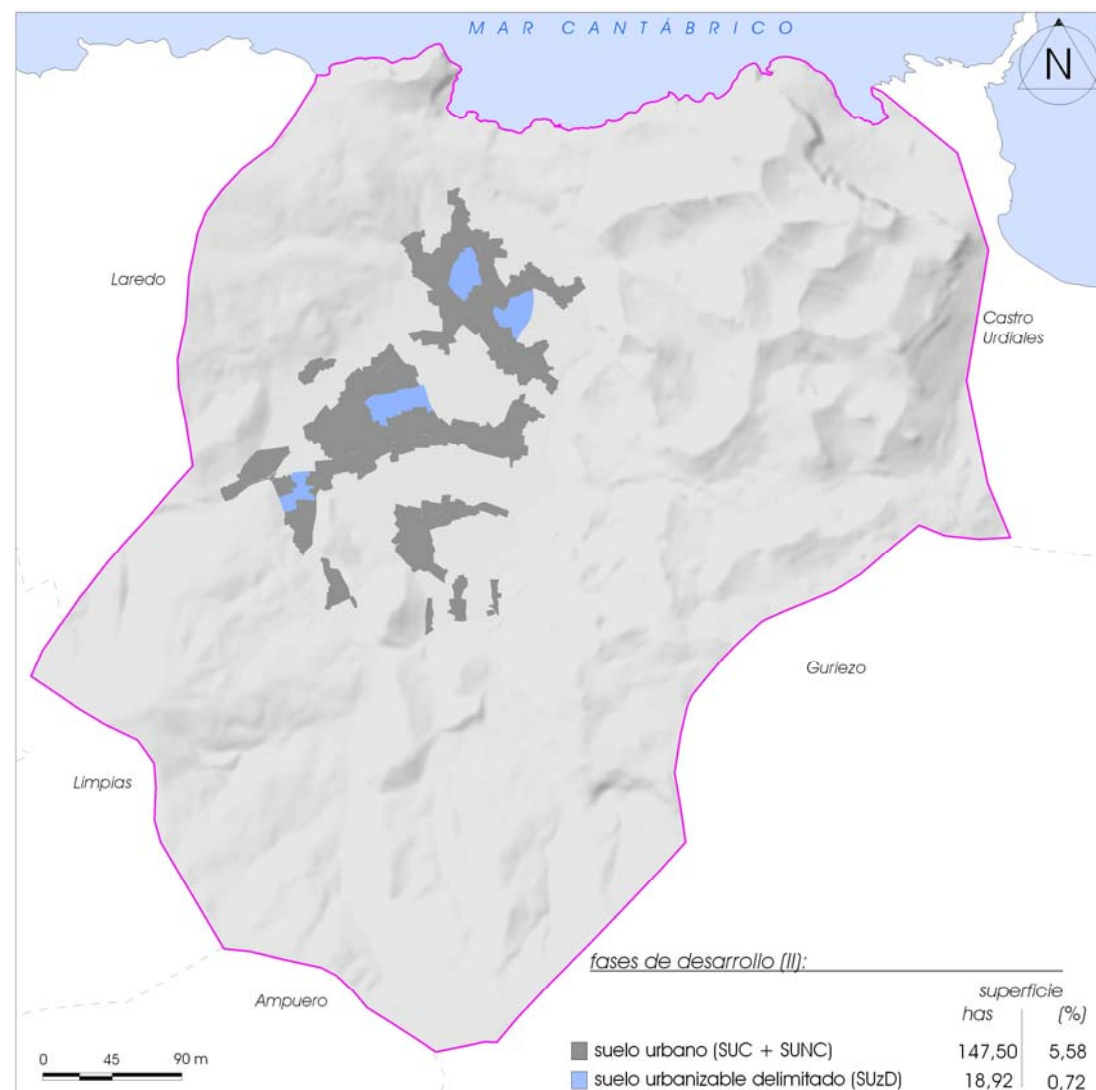 MAR CANTÁBRICO
N
Laredo
Castro
Urdiales
Guriezo
Limpias
Ampuero
fases de desarrollo (II):
superficie
has (%)
0 45 90 m
suelo urbano (SUC + SUNC) 147,50 5,58
suelo urbanizable delimitado (SUzD) 18,92 0,72